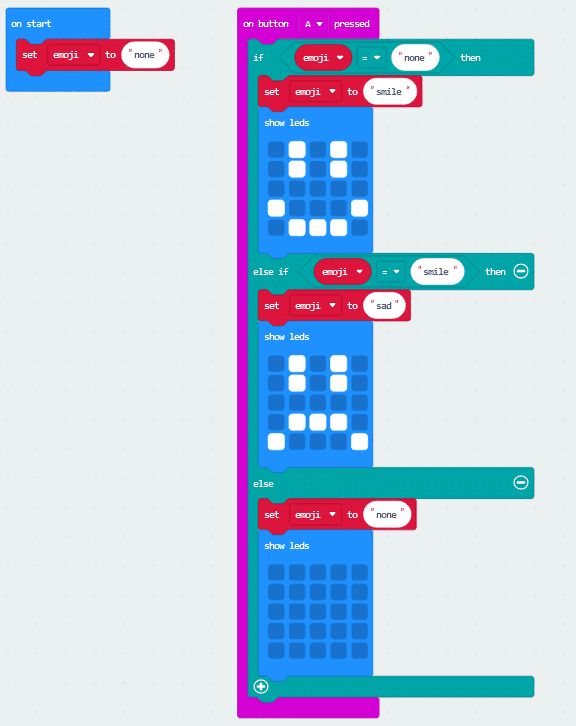 on start
set emoji ▼ to "none"
on button A ▼ pressed
if emoji ▼ = ▼ "none" then
set emoji ▼ to "smile"
show leds
else if emoji ▼ = ▼ "smile" then
set emoji ▼ to "sad"
show leds
else
set emoji ▼ to "none"
show leds